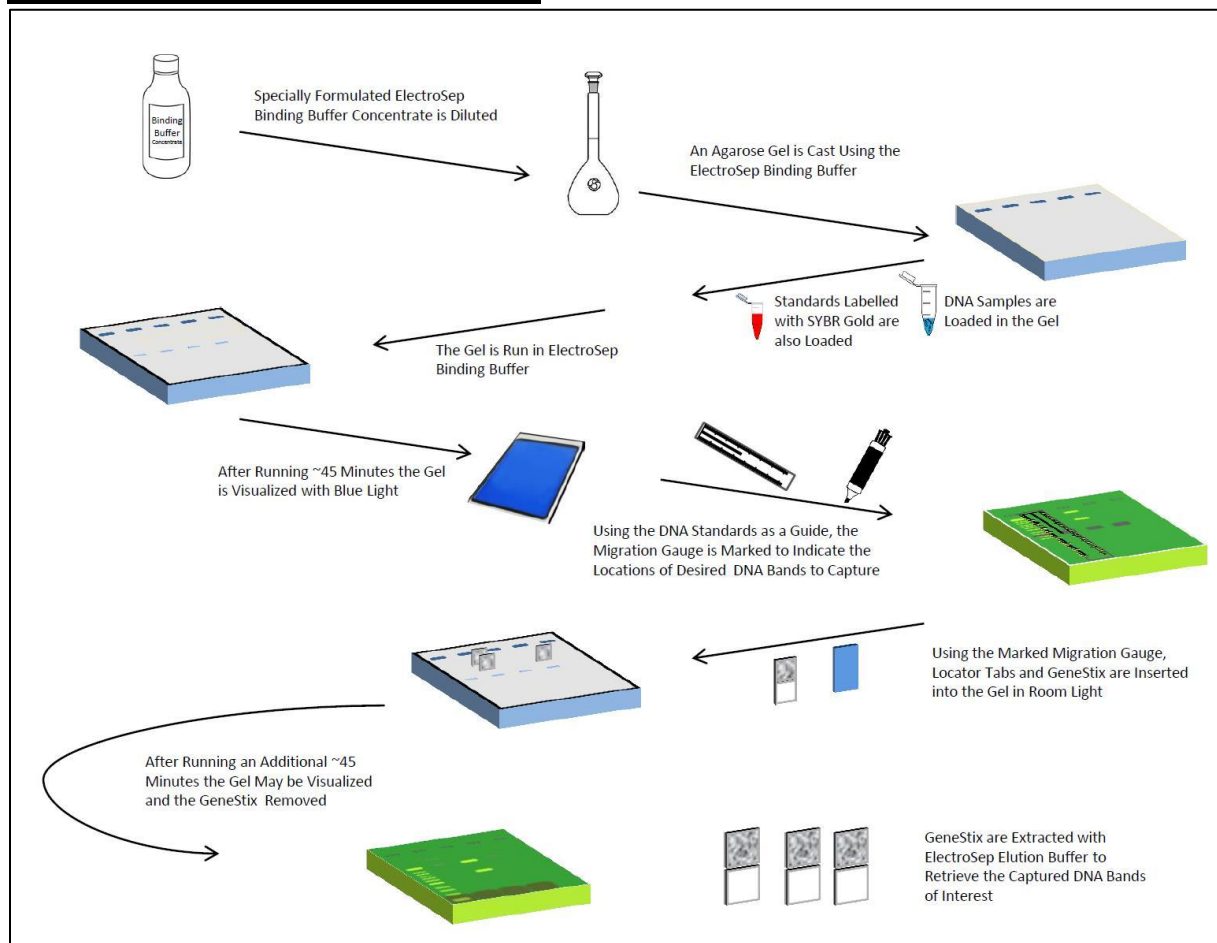 Binding
Buffer
Concentrate
Specially Formulated ElectroSep
Binding Buffer Concentrate is Diluted
An Agarose Gel is Cast Using the
ElectroSep Binding Buffer
Standards Labelled
with SYBR Gold are
also Loaded
DNA Samples are
Loaded in the Gel
The Gel is Run in ElectroSep
Binding Buffer
After Running ~45 Minutes the Gel
is Visualized with Blue Light
Using the DNA Standards as a Guide, the
Migration Gauge is Marked to Indicate the
Locations of Desired DNA Bands to Capture
Using the Marked Migration Gauge,
Locator Tabs and GeneStix are Inserted
into the Gel in Room Light
After Running an Additional ~45
Minutes the Gel May be Visualized
and the GeneStix Removed
GeneStix are Extracted with
ElectroSep Elution Buffer to
Retrieve the Captured DNA Bands
of Interest